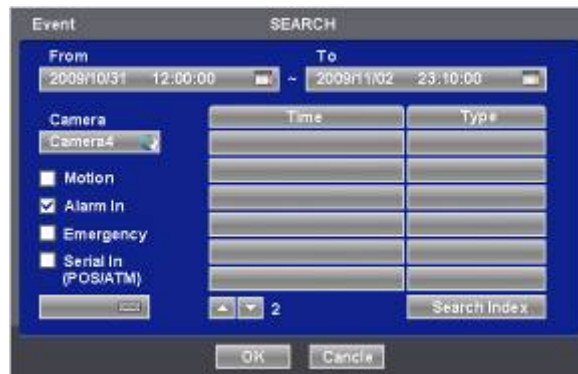 Event SEARCH
From To
2009/10/31 12:00:00 ~ 2009/11/02 23:10:00
Camera Time Type
Camera4
Motion
Alarm In
Emergency
Serial In
(POS/ATM)
2 Search Index
OK Cancle